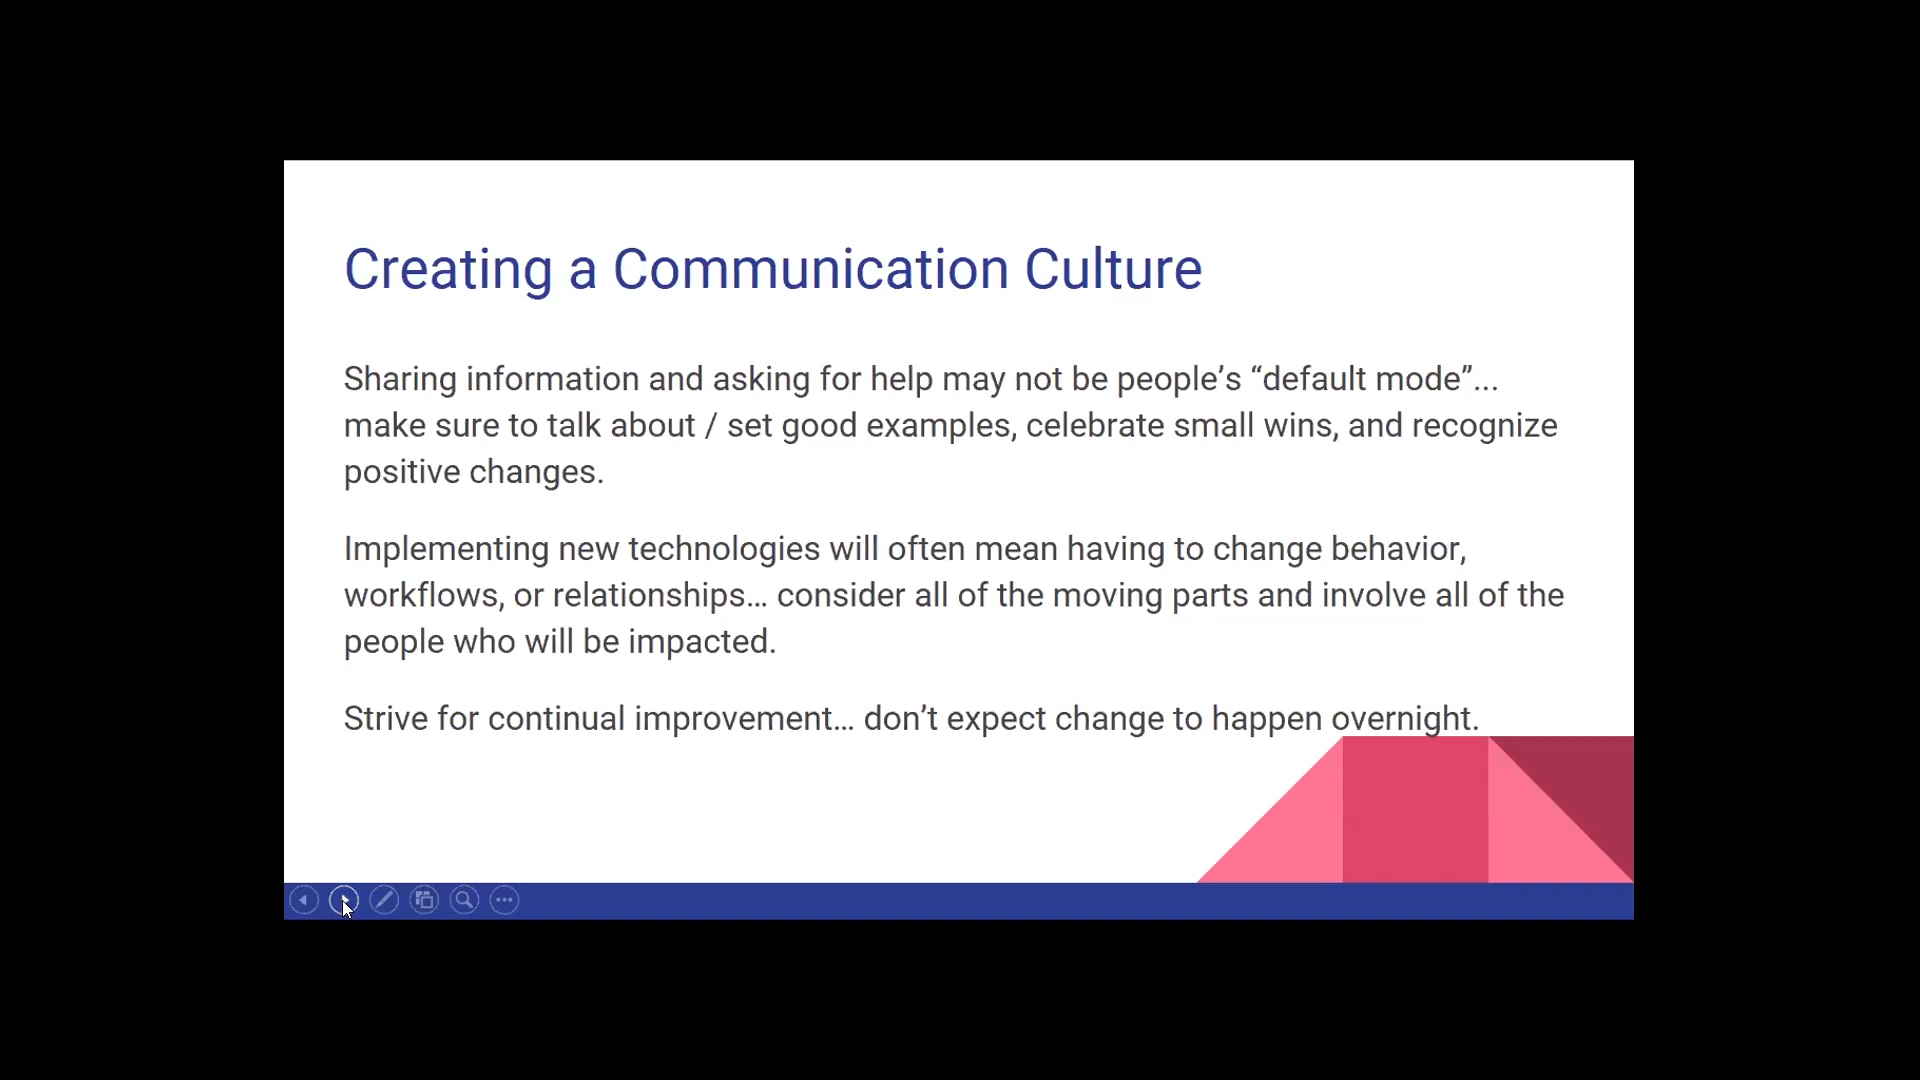 Creating a Communication Culture
Sharing information and asking for help may not be people’s “default mode”...
make sure to talk about / set good examples, celebrate small wins, and recognize
positive changes.
Implementing new technologies will often mean having to change behavior,
workflows, or relationships… consider all of the moving parts and involve all of the
people who will be impacted.
Strive for continual improvement… don’t expect change to happen overnight.